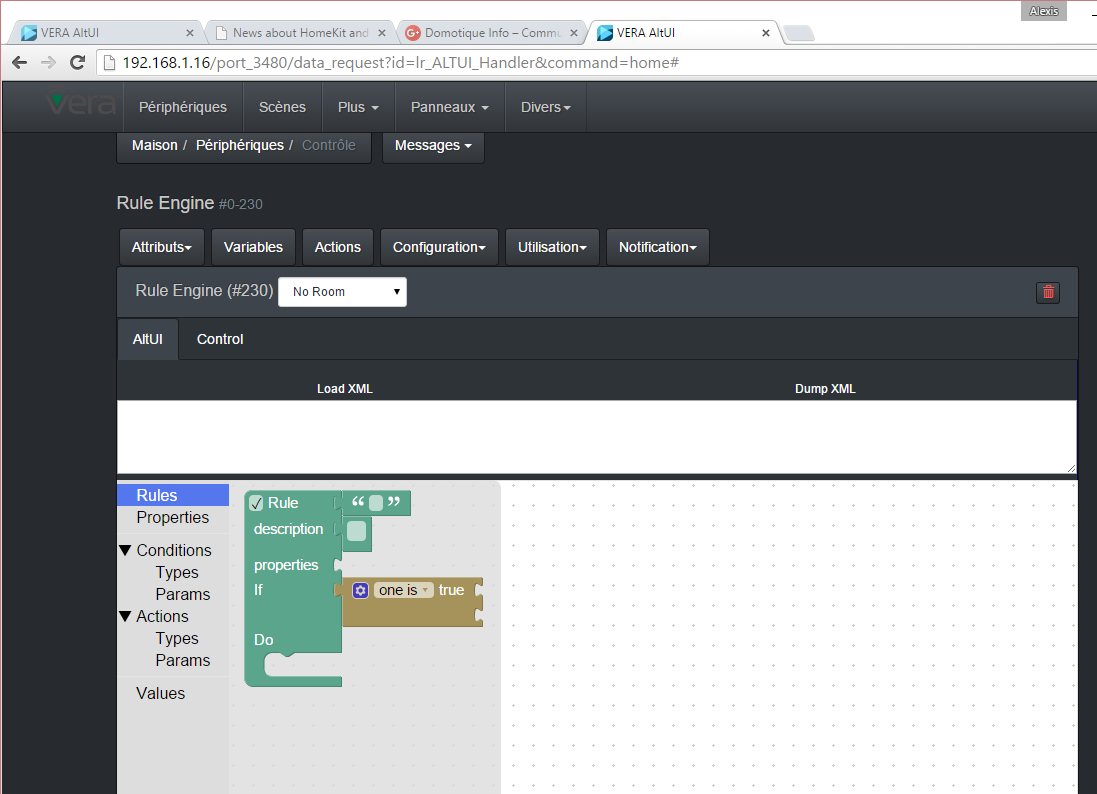 Alexis
VERA AltUI
News about HomeKit and
Domotique Info – Commu
VERA AltUI
192.168.1.16/port_3480/data_request?id=lr_ALTUI_Handler&command=home#
vera
Périphériques
Scènes
Plus
Panneaux
Divers
Maison / Périphériques / Contrôle
Messages
Rule Engine #0-230
Attributs
Variables
Actions
Configuration
Utilisation
Notification
Rule Engine (#230)
No Room
AltUI
Control
Load XML
Dump XML
Rules
Properties
Conditions
Types
Params
Actions
Types
Params
Values
Rule “ ”
description
properties
If one is true
Do